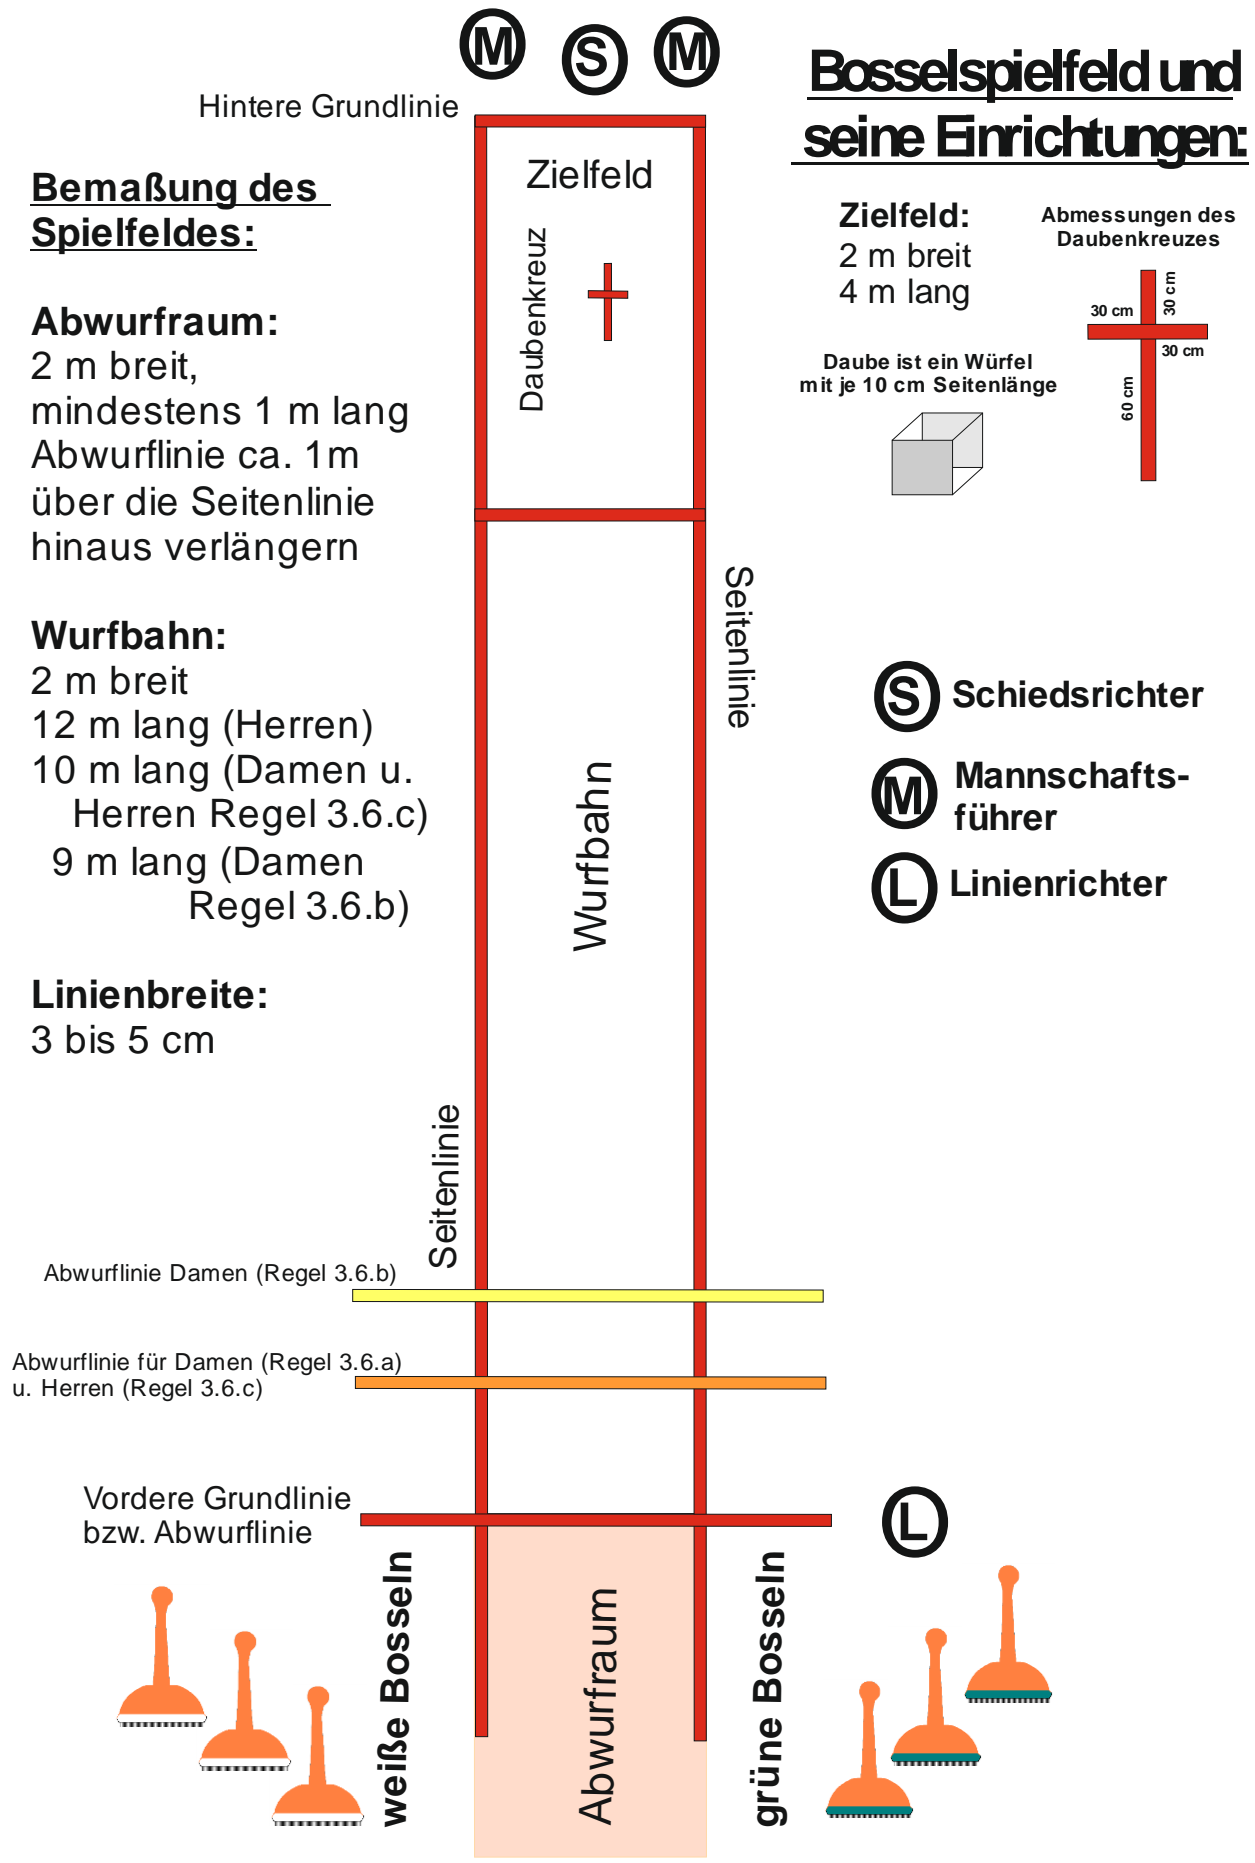 M
S
M
Bosselspielfeld und
seine Einrichtungen:
Hintere Grundlinie
Bemaßung des
Spielfeldes:
Abwurfraum:
2 m breit,
mindestens 1 m lang
Abwurflinie ca. 1m
über die Seitenlinie
hinaus verlängern
Wurfbahn:
2 m breit
12 m lang (Herren)
10 m lang (Damen u.
Herren Regel 3.6.c)
9 m lang (Damen
Regel 3.6.b)
Linienbreite:
3 bis 5 cm
Zielfeld
Daubenkreuz
Zielfeld:
2 m breit
4 m lang
Abmessungen des
Daubenkreuzes
30 cm
30 cm
30 cm
60 cm
Daube ist ein Würfel
mit je 10 cm Seitenlänge
Seitenlinie
Wurfbahn
S Schiedsrichter
M Mannschafts-
führer
L Linienrichter
Seitenlinie
Abwurflinie Damen (Regel 3.6.b)
Abwurflinie für Damen (Regel 3.6.a)
u. Herren (Regel 3.6.c)
Vordere Grundlinie
bzw. Abwurflinie
L
weiße Bosseln
Abwurfraum
grüne Bosseln